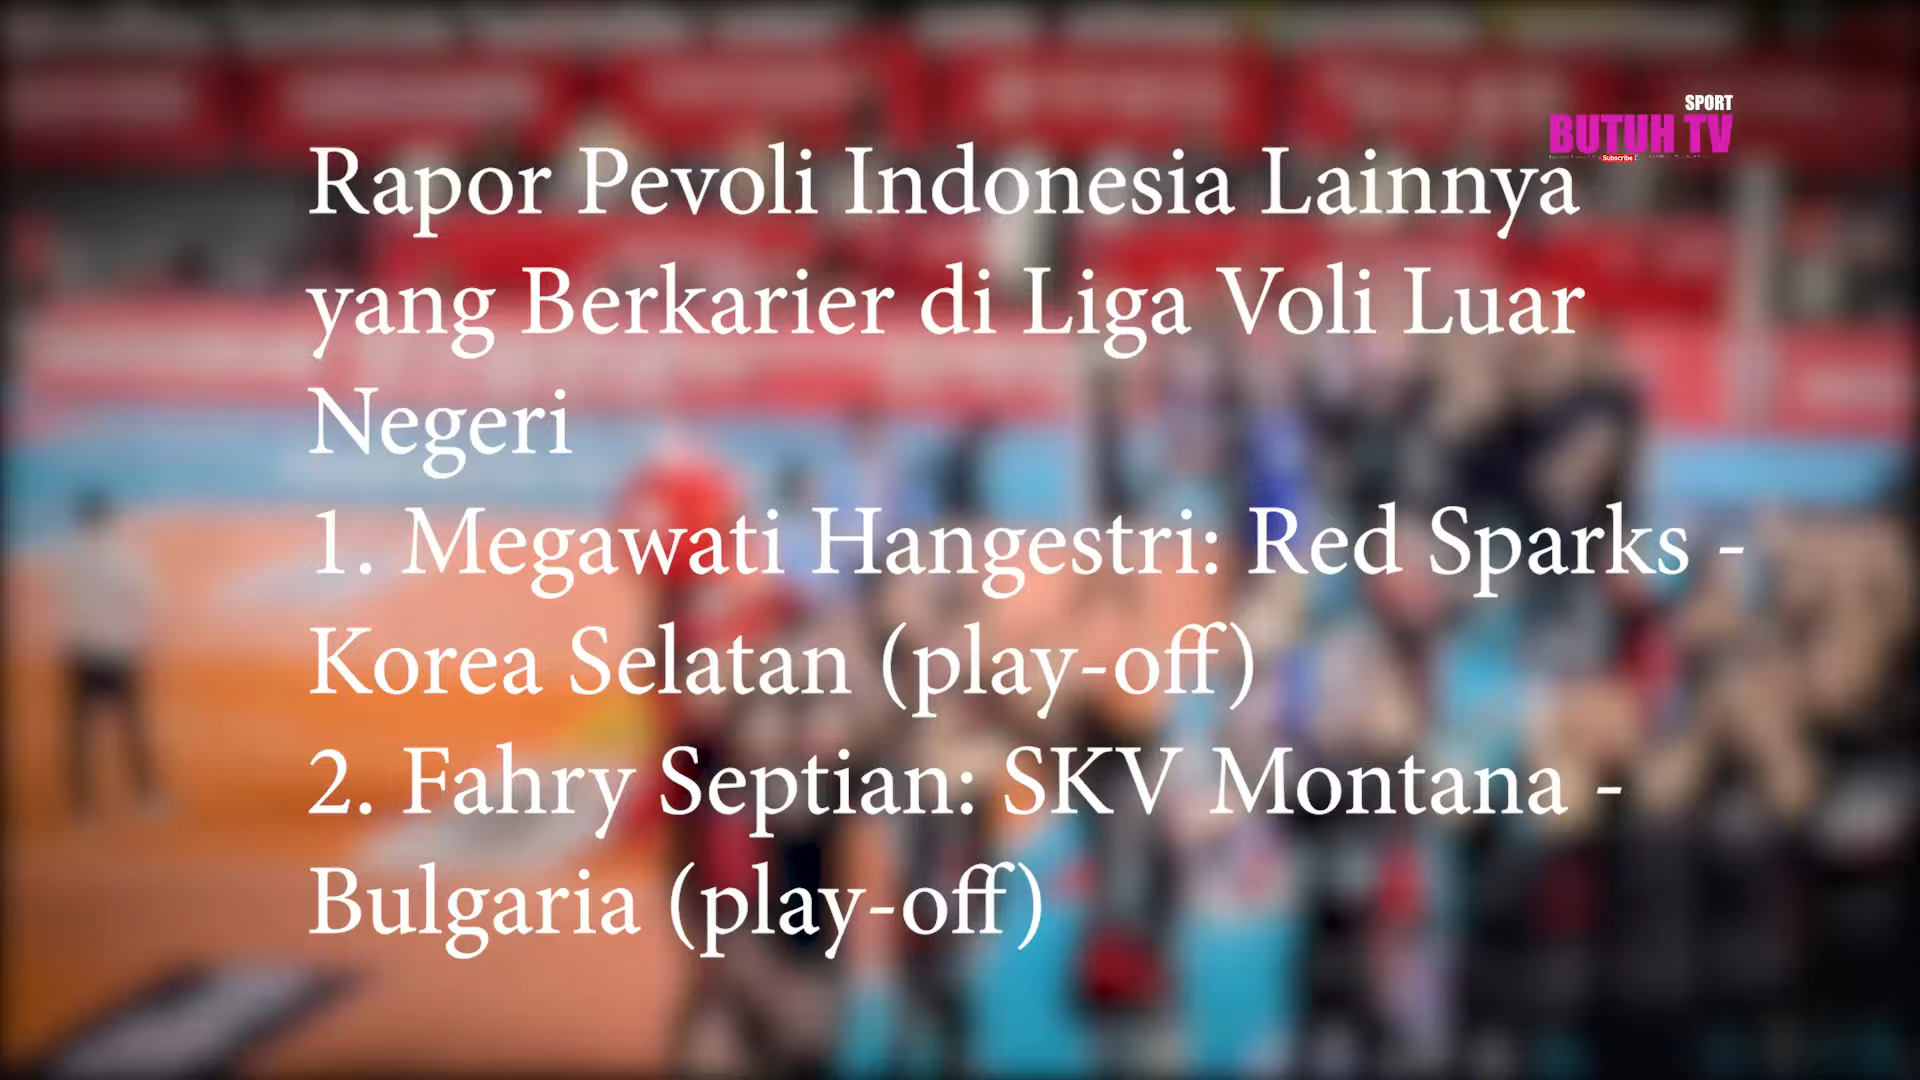 SPORT
BUTUH TV
Subscribe
Rapor Pevoli Indonesia Lainnya
yang Berkarier di Liga Voli Luar
Negeri
1. Megawati Hangestri: Red Sparks -
Korea Selatan (play-off)
2. Fahry Septian: SKV Montana -
Bulgaria (play-off)